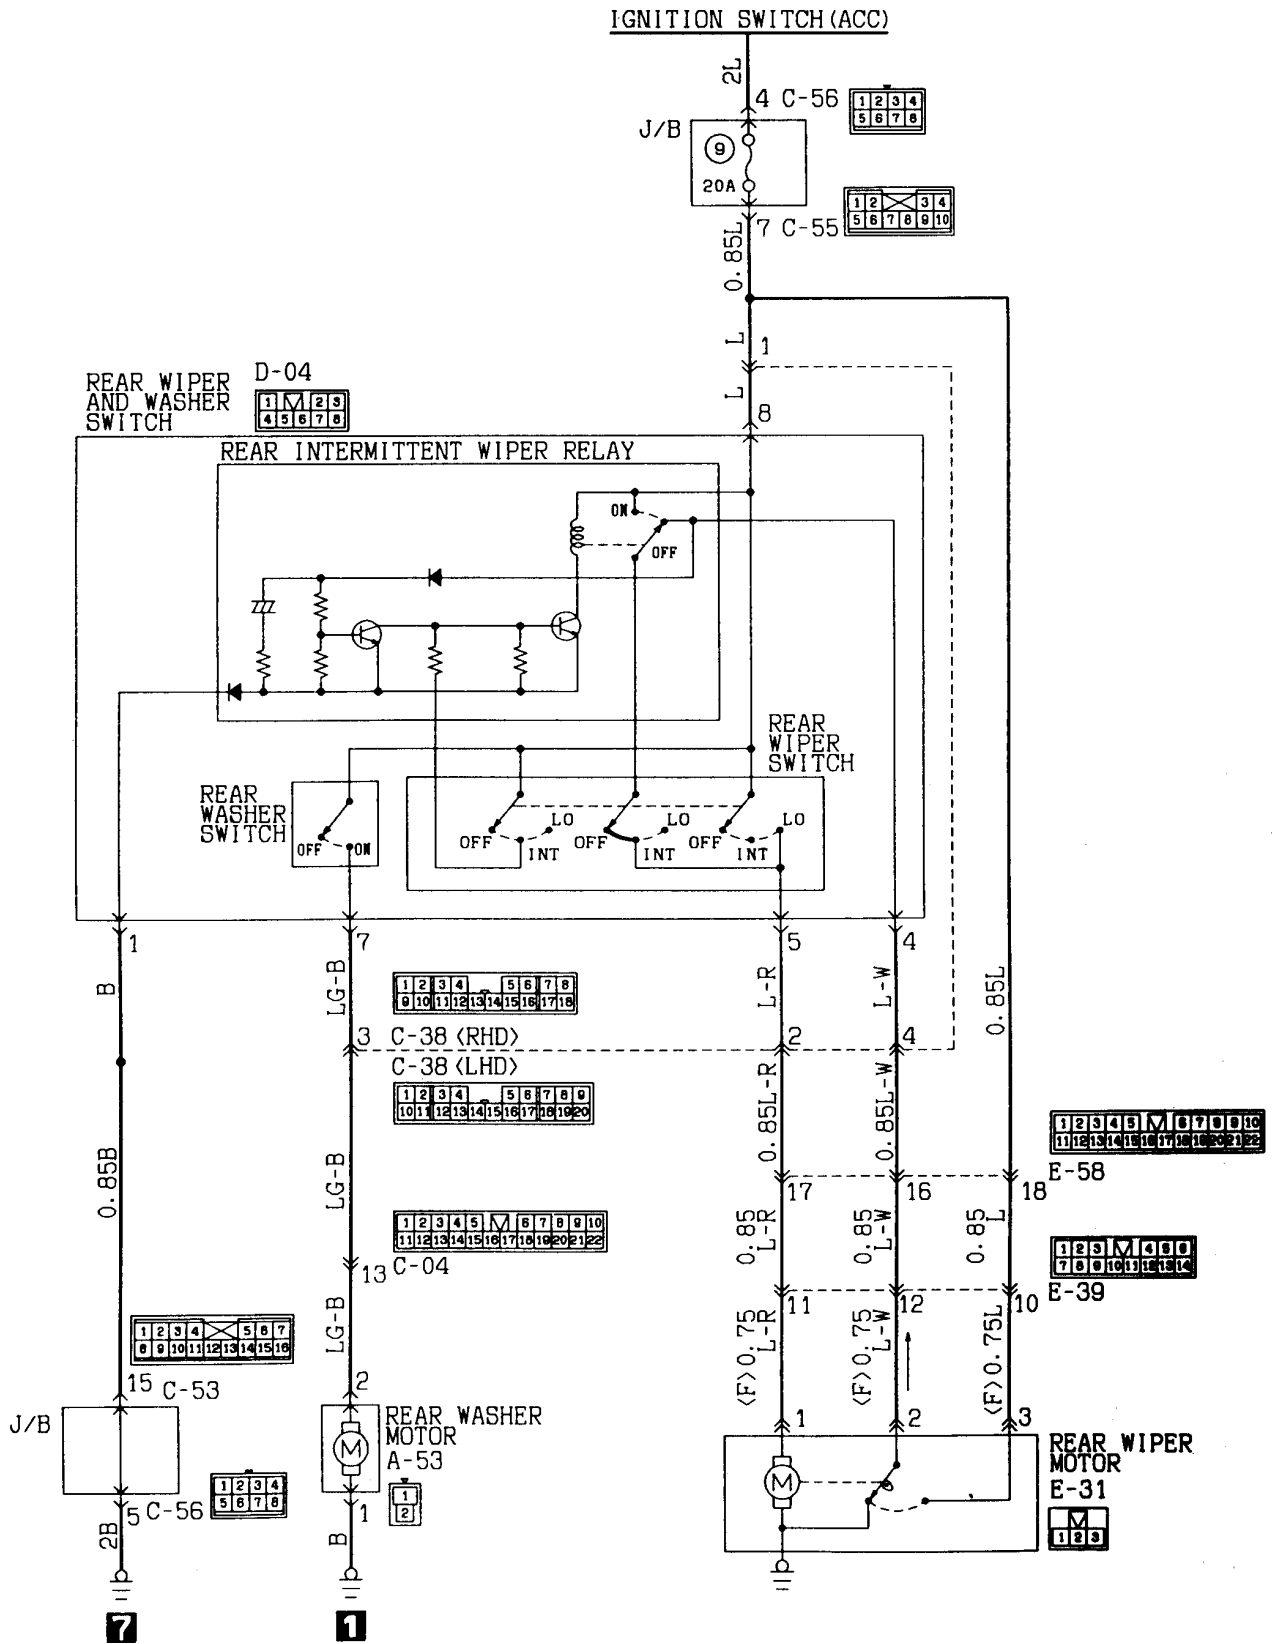 IGNITION SWITCH(ACC)
2L
4 C-56
1 2 3 4
5 6 7 8
J/B
9
20A
7 C-55
1 2 3 4
5 6 7 8 9 10
0.85L
L
1
L
8
REAR WIPER
AND WASHER
SWITCH
D-04
1 2 3
4 5 6 7 8
REAR INTERMITTENT WIPER RELAY
ON
OFF
REAR
WIPER
SWITCH
REAR
WASHER
SWITCH
OFF ON
OFF INT LO
OFF INT LO
OFF INT LO
1
7
5
4
B
LG-B
L-R
L-W
0.85L
1 2 3 4 5 6 7 8
9 10 11 12 13 14 15 16 17 18
3 C-38<RHD>
2
4
C-38<LHD>
1 2 3 4 5 6 7 8 9
10 11 12 13 14 15 16 17 18 19 20
0.85B
LG-B
0.85L-R
0.85L-W
1 2 3 4 5 6 7 8 9 10
11 12 13 14 15 16 17 18 19 20 21 22
E-58
17
16
18
1 2 3 4 5 6 7 8 9 10
11 12 13 14 15 16 17 18 19 20 21 22
13 C-04
0.85
L-R
0.85
L-W
0.85
L
1 2 3 4 5 6
7 8 9 10 11 12 13 14
E-39
11
12
10
LG-B
<F>0.75
L-R
<F>0.75
L-W
<F>0.75L
1 2 3 4 5 6 7
8 9 10 11 12 13 14 15 16
15 C-53
J/B
2
REAR WASHER
MOTOR
A-53
M
1
2
1
2
3
REAR WIPER
MOTOR
E-31
M
1 2 3
5 C-56
1 2 3 4
5 6 7 8
2B
1
B
7
1